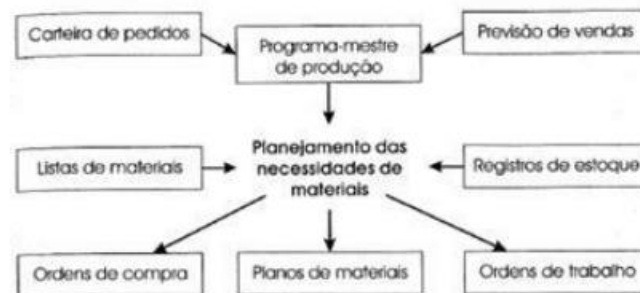 Carteira de pedidos
Programa-mestre
de produção
Previsão de vendas
Listas de materiais
Planejamento das
necessidades de
materiais
Registros de estoque
Ordens de compra
Planos de materiais
Ordens de trabalho